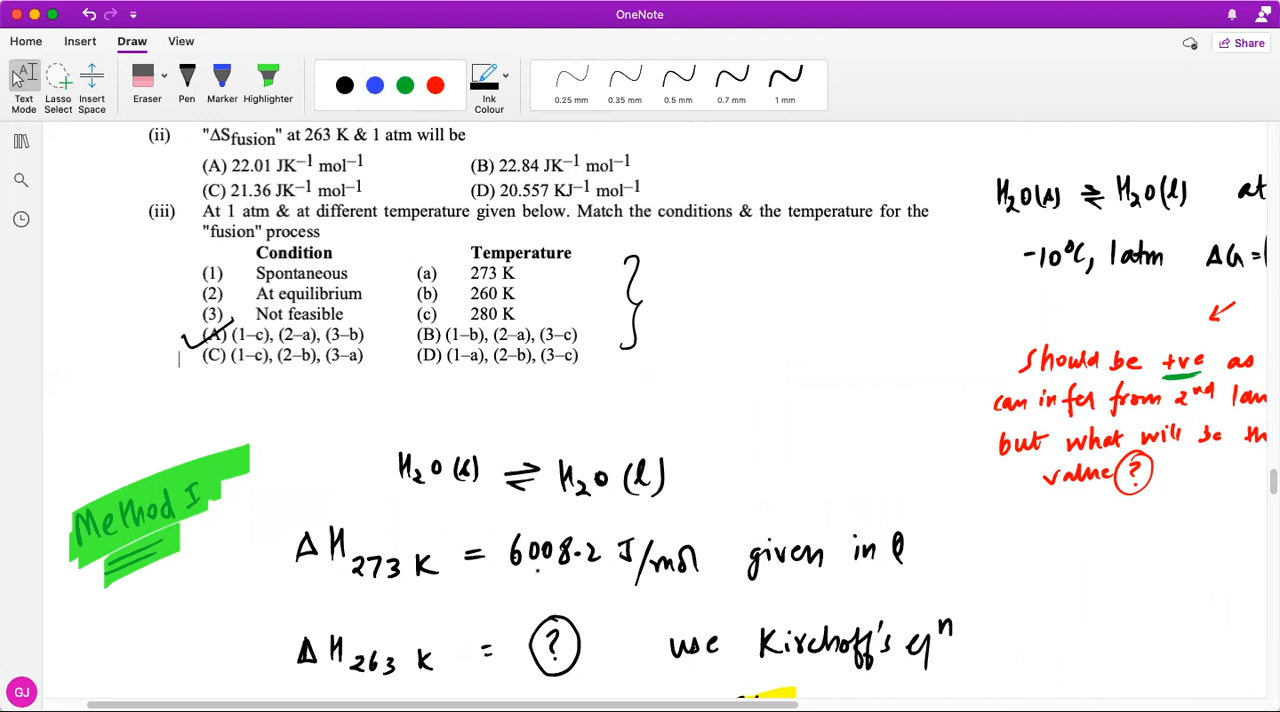 OneNote
Home Insert Draw View
Share
Text Mode
Lasso Select
Insert Space
Eraser
Pen
Marker
Highlighter
Ink Colour
0.25 mm 0.35 mm 0.5 mm 0.7 mm 1 mm
(ii) "ΔSfusion" at 263 K & 1 atm will be
(A) 22.01 JK–1 mol–1 (B) 22.84 JK–1 mol–1
(C) 21.36 JK–1 mol–1 (D) 20.557 KJ–1 mol–1
(iii) At 1 atm & at different temperature given below. Match the conditions & the temperature for the
"fusion" process
Condition Temperature
(1) Spontaneous (a) 273 K
(2) At equilibrium (b) 260 K
(3) Not feasible (c) 280 K
(A) (1–c), (2–a), (3–b) (B) (1–b), (2–a), (3–c)
(C) (1–c), (2–b), (3–a) (D) (1–a), (2–b), (3–c)
H2O(s) ⇌ H2O(l) at
-10°C, 1atm ΔG =
should be +ve as
can infer from 2nd law
but what will be the
value ?
Method I
H2O(s) ⇌ H2O(l)
ΔH273 K = 6008.2 J/mol given in Q
ΔH263 K = ? use Kirchoff's eqn
GJ